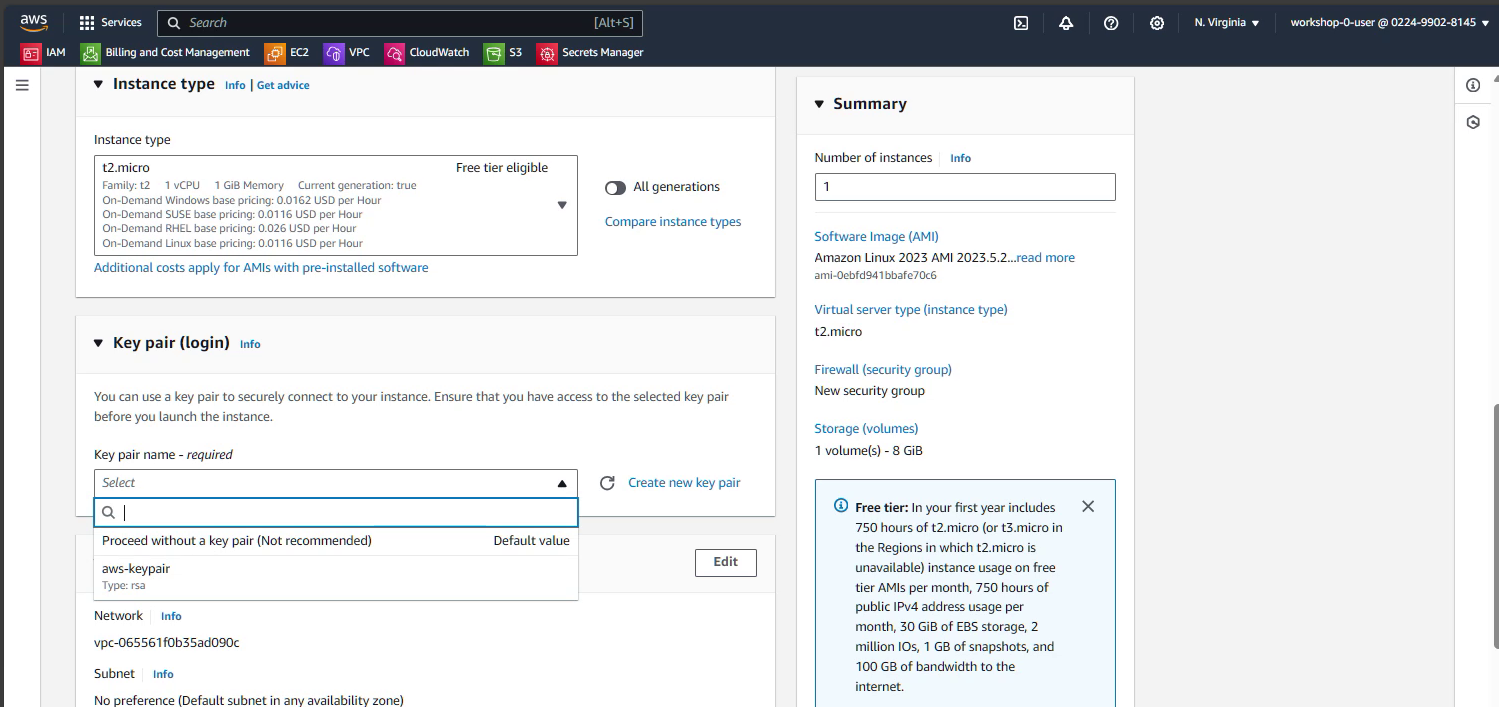 aws
Services
Search
[Alt+S]
N. Virginia
workshop-0-user @ 0224-9902-8145
IAM
Billing and Cost Management
EC2
VPC
CloudWatch
S3
Secrets Manager
Instance type Info | Get advice
Instance type
t2.micro Free tier eligible
Family: t2 1 vCPU 1 GiB Memory Current generation: true
On-Demand Windows base pricing: 0.0162 USD per Hour
On-Demand SUSE base pricing: 0.0116 USD per Hour
On-Demand RHEL base pricing: 0.026 USD per Hour
On-Demand Linux base pricing: 0.0116 USD per Hour
All generations
Compare instance types
Additional costs apply for AMIs with pre-installed software
Key pair (login) Info
You can use a key pair to securely connect to your instance. Ensure that you have access to the selected key pair
before you launch the instance.
Key pair name - required
Select
Create new key pair
Proceed without a key pair (Not recommended) Default value
aws-keypair
Type: rsa
Edit
Network Info
vpc-065561f0b35ad090c
Subnet Info
No preference (Default subnet in any availability zone)
Summary
Number of instances Info
1
Software Image (AMI)
Amazon Linux 2023 AMI 2023.5.2...read more
ami-0ebfd941bbafe70c6
Virtual server type (instance type)
t2.micro
Firewall (security group)
New security group
Storage (volumes)
1 volume(s) - 8 GiB
Free tier: In your first year includes
750 hours of t2.micro (or t3.micro in
the Regions in which t2.micro is
unavailable) instance usage on free
tier AMIs per month, 750 hours of
public IPv4 address usage per
month, 30 GiB of EBS storage, 2
million IOs, 1 GB of snapshots, and
100 GB of bandwidth to the
internet.